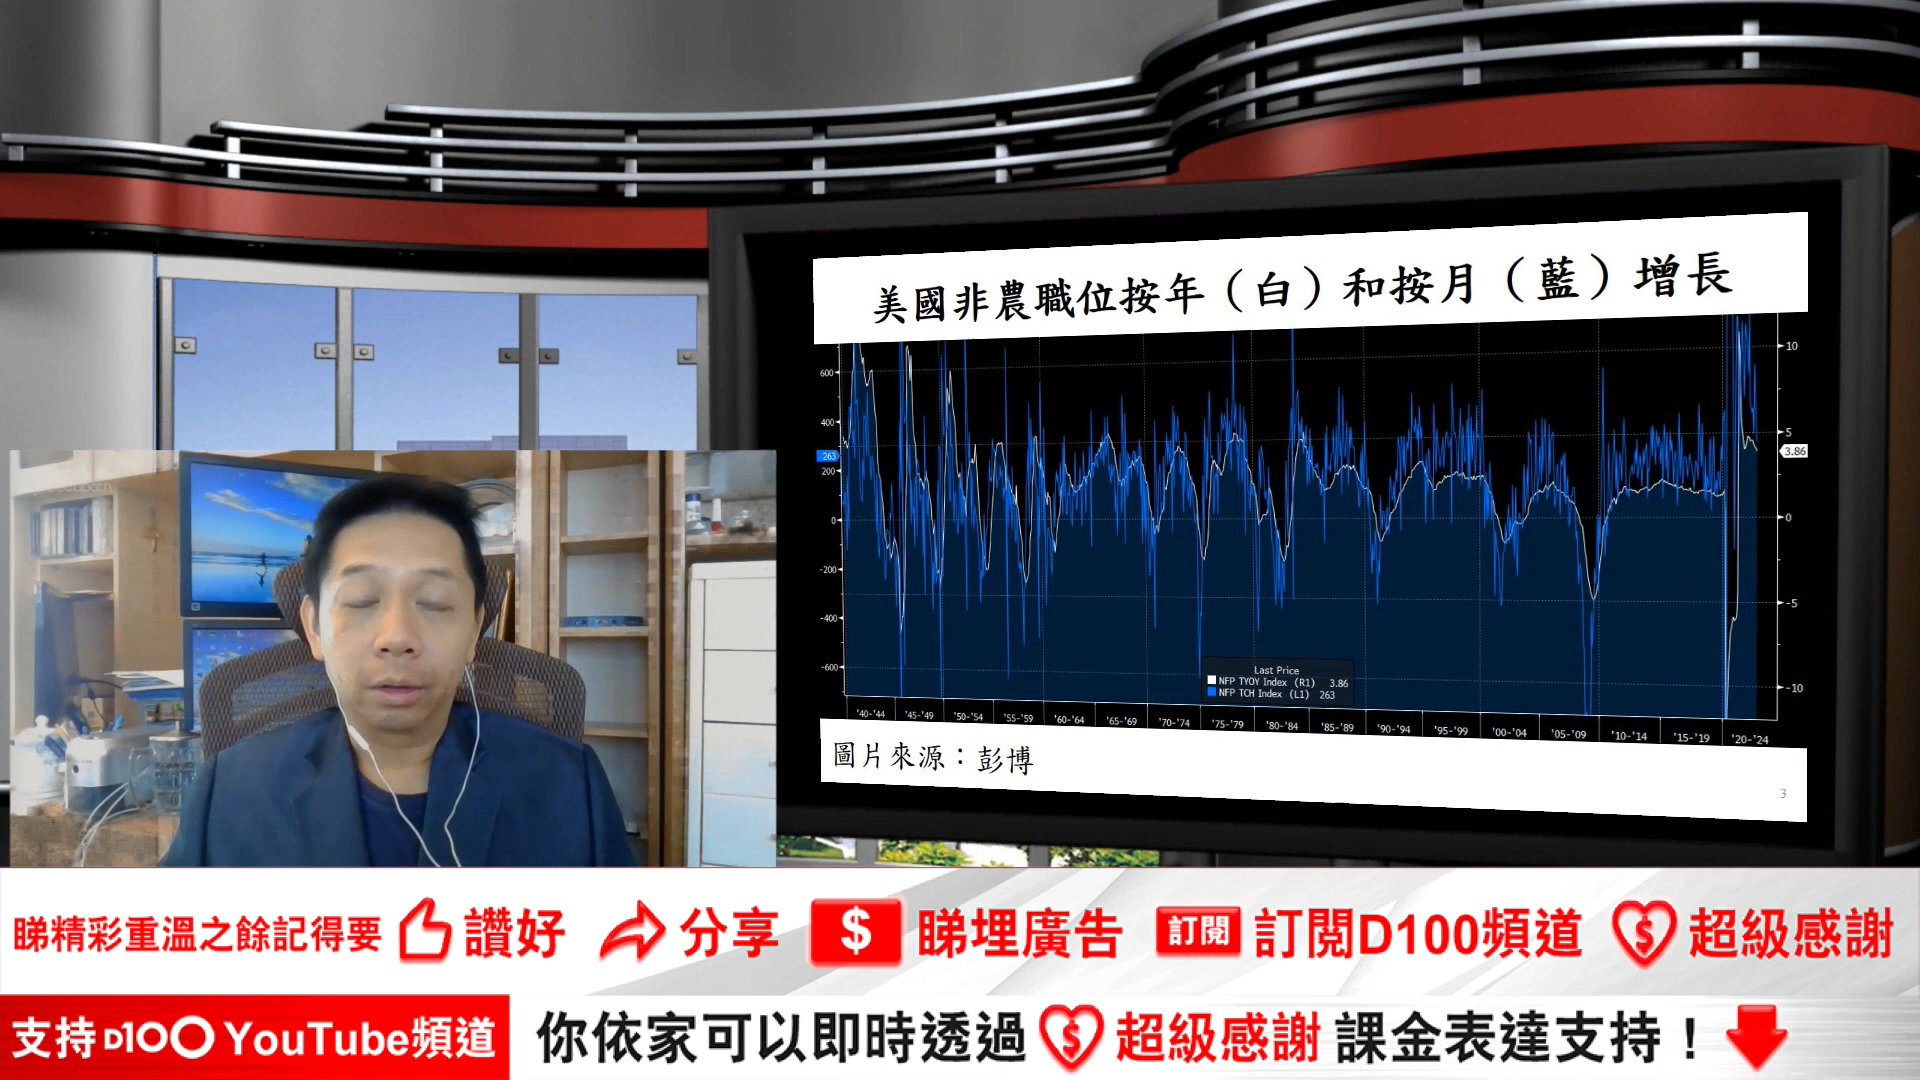 美國非農職位按年（白）和按月（藍）增長
600
400
263
200
0
-200
-400
-600
10
5
3.86
0
-5
-10
Last Price
NFP TYOY Index (R1) 3.86
NFP TCH Index (L1) 263
'40-'44 '45-'49 '50-'54 '55-'59 '60-'64 '65-'69 '70-'74 '75-'79 '80-'84 '85-'89 '90-'94 '95-'99 '00-'04 '05-'09 '10-'14 '15-'19 '20-'24
圖片來源：彭博
3
睇精彩重溫之餘記得要 讚好 分享 $ 睇埋廣告 訂閱 訂閱D100頻道 $ 超級感謝
支持D100 YouTube頻道 你依家可以即時透過 $ 超級感謝 課金表達支持！